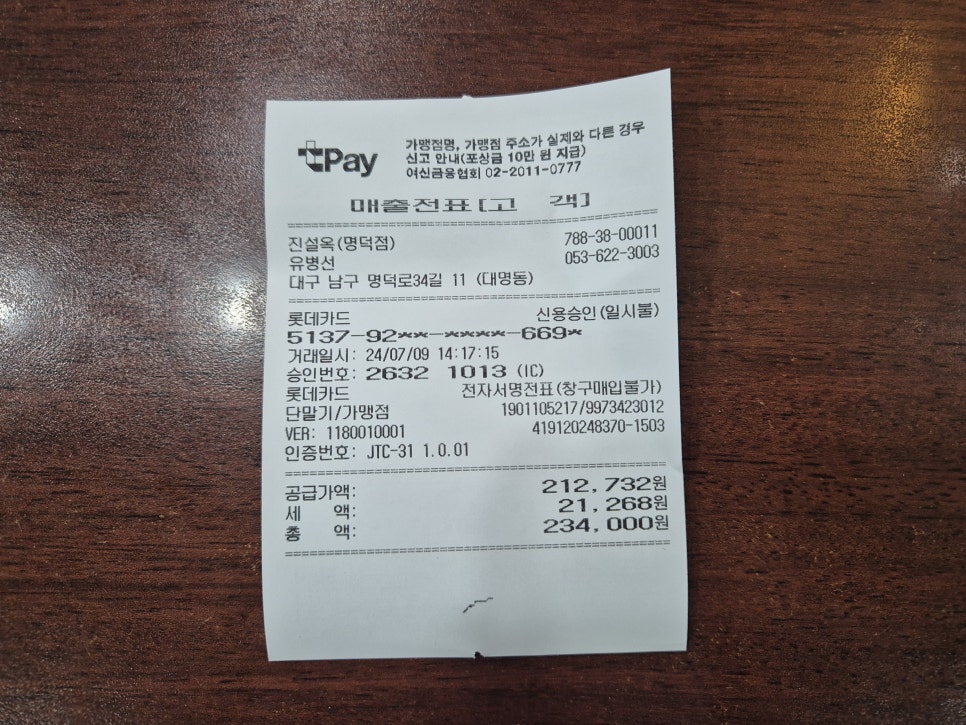 tPay
가맹점명, 가맹점 주소가 실제와 다른 경우
신고 안내(포상금 10만 원 지급)
여신금융협회 02-2011-0777
매출전표[고 객]
진설옥(명덕점) 788-38-00011
유병선 053-622-3003
대구 남구 명덕로34길 11 (대명동)
롯데카드 신용승인(일시불)
5137-92**-****-669*
거래일시: 24/07/09 14:17:15
승인번호: 2632 1013 (IC)
롯데카드 전자서명전표(창구매입불가)
단말기/가맹점 1901105217/9973423012
VER: 1180010001 419120248370-1503
인증번호: JTC-31 1.0.01
공급가액: 212,732원
세 액: 21,268원
총 액: 234,000원